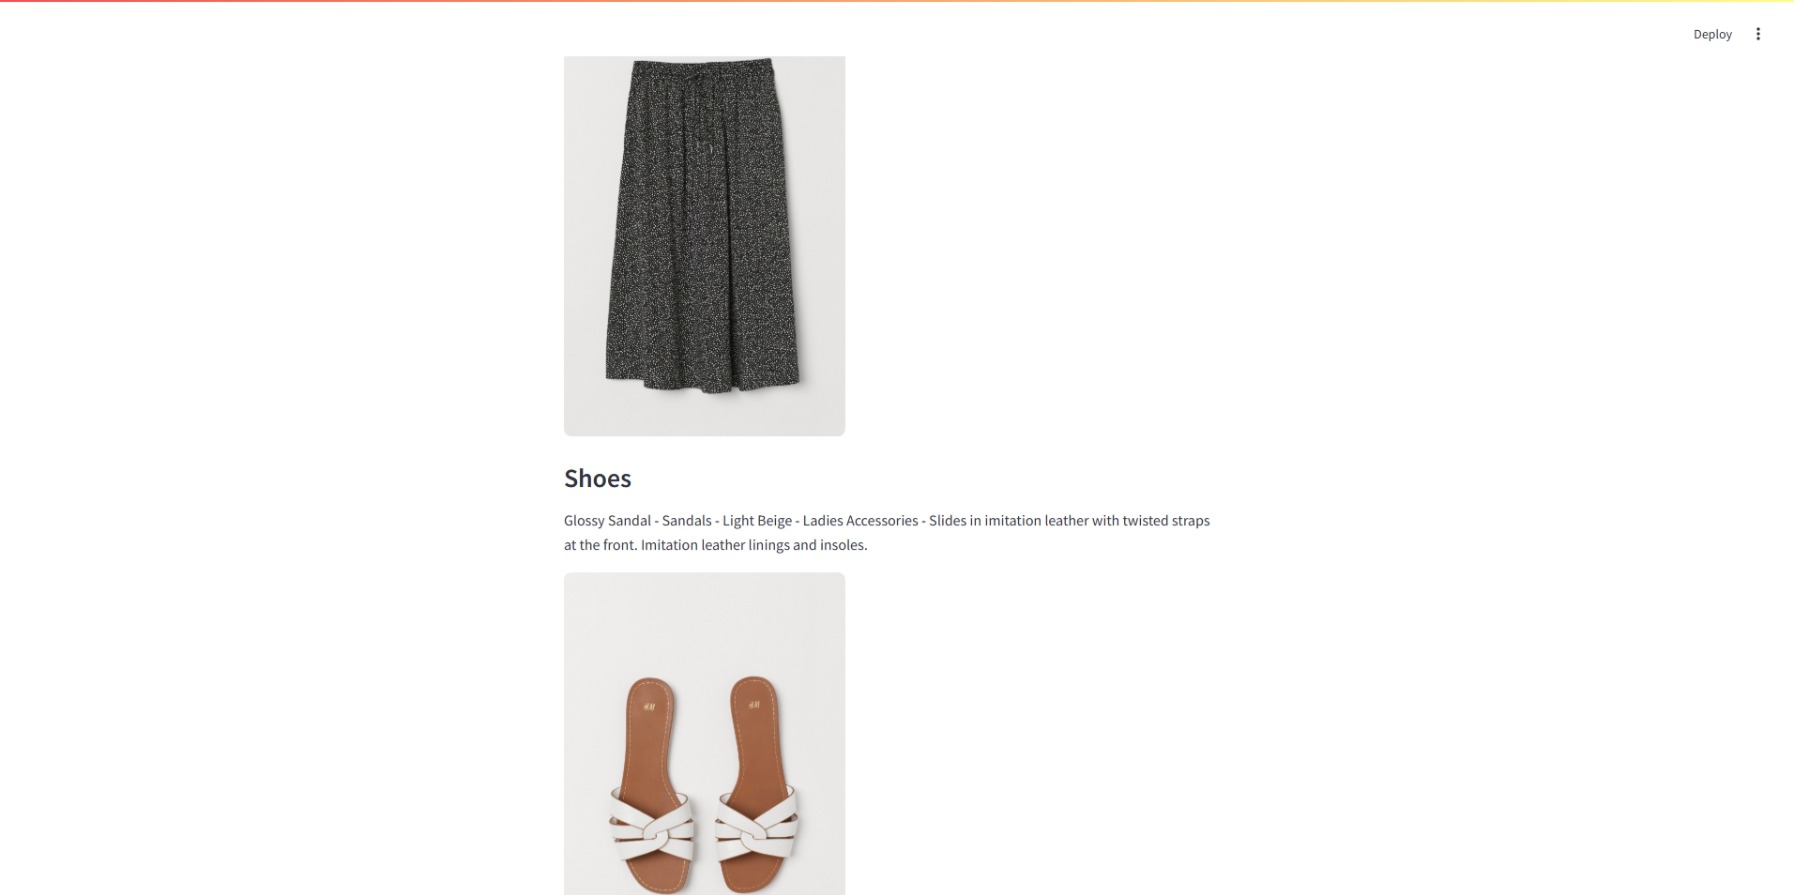 Deploy
Shoes
Glossy Sandal - Sandals - Light Beige - Ladies Accessories - Slides in imitation leather with twisted straps
at the front. Imitation leather linings and insoles.
H&M H&M